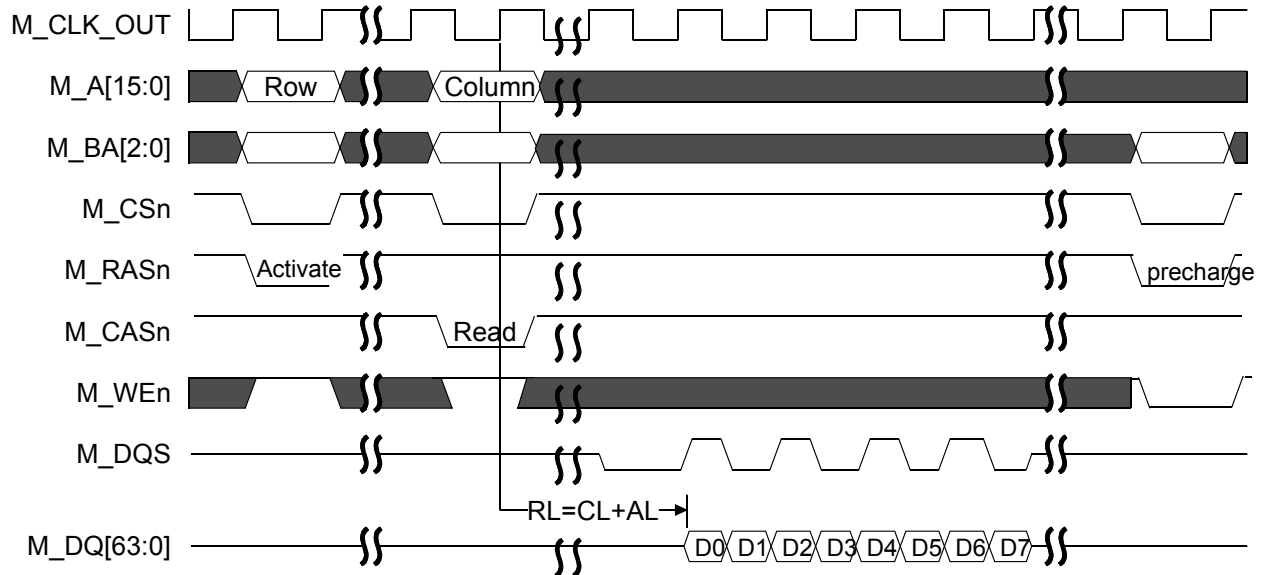 M_CLK_OUT
M_A[15:0] Row Column
M_BA[2:0]
M_CSn
M_RASn Activate precharge
M_CASn Read
M_WEn
M_DQS
RL=CL+AL
M_DQ[63:0] D0 D1 D2 D3 D4 D5 D6 D7